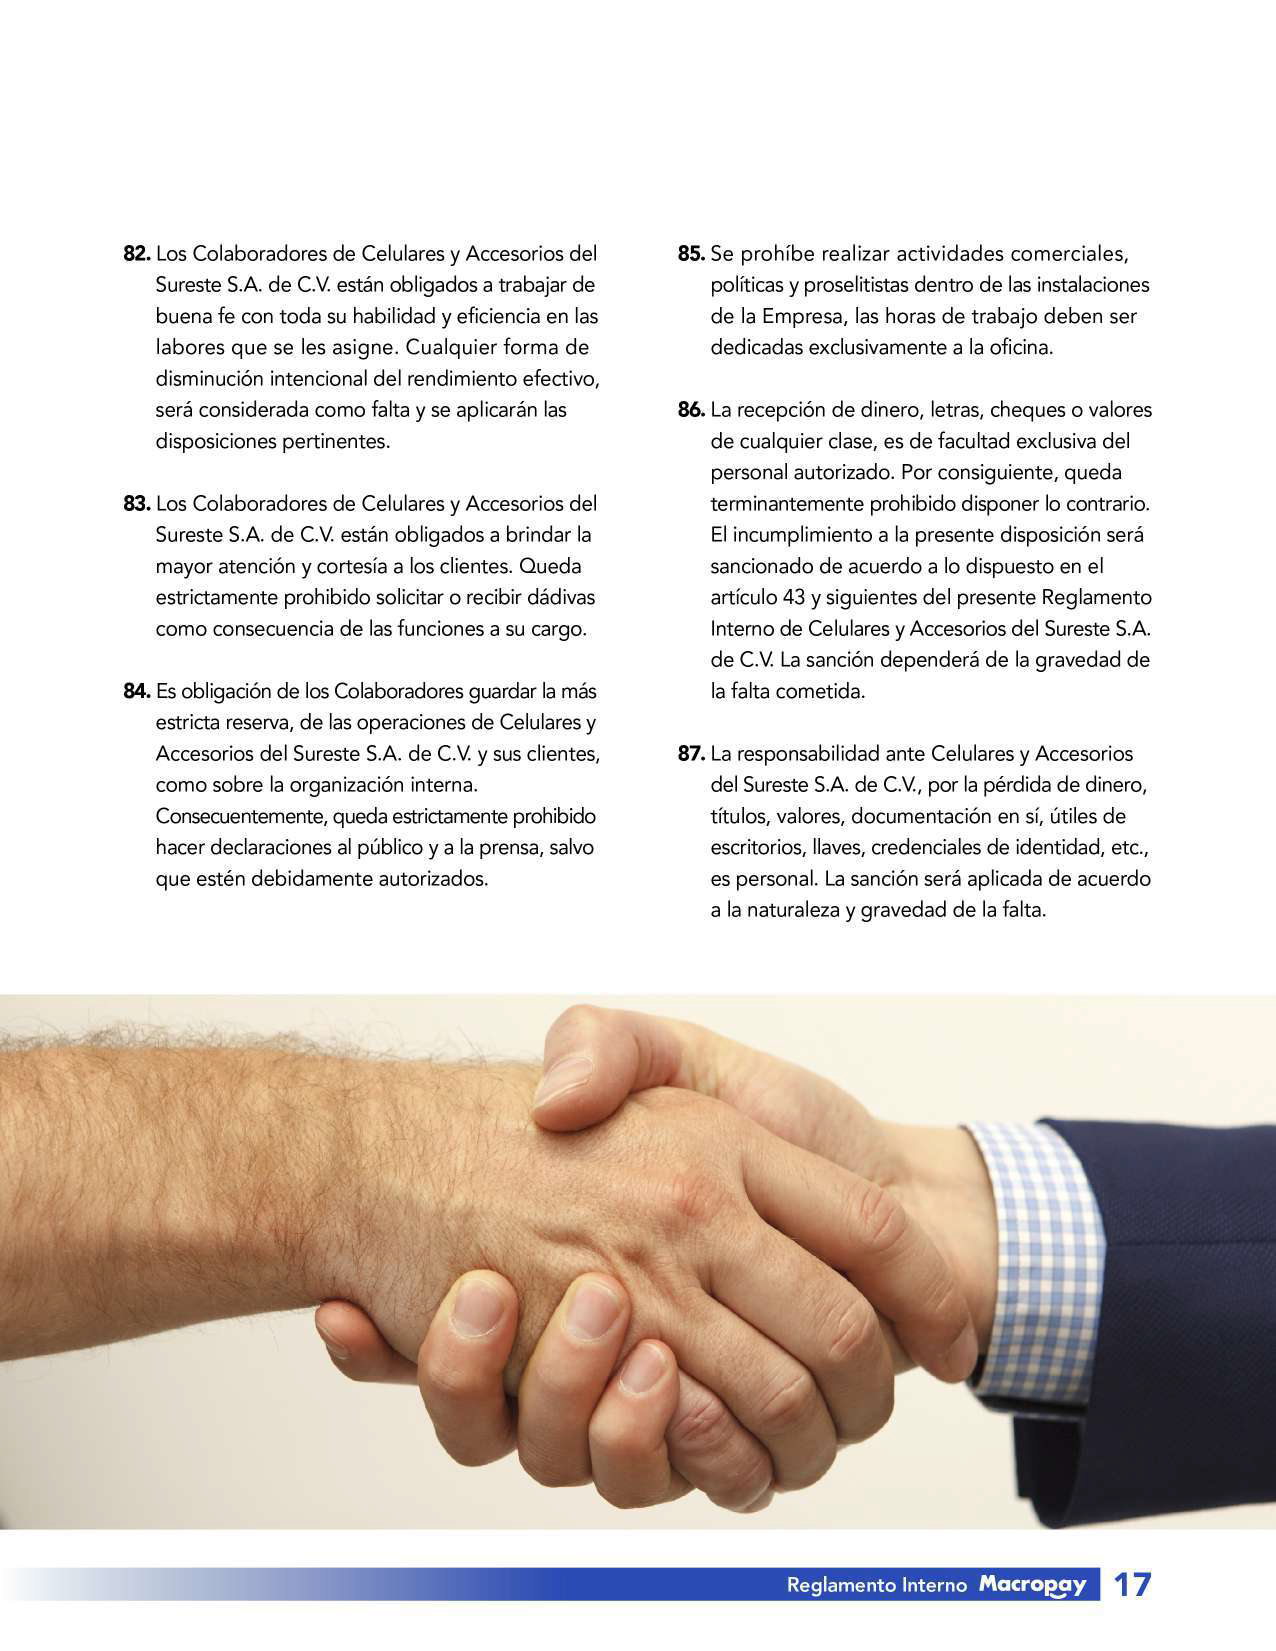 82. Los Colaboradores de Celulares y Accesorios del
Sureste S.A. de C.V. están obligados a trabajar de
buena fe con toda su habilidad y eficiencia en las
labores que se les asigne. Cualquier forma de
disminución intencional del rendimiento efectivo,
será considerada como falta y se aplicarán las
disposiciones pertinentes.
83. Los Colaboradores de Celulares y Accesorios del
Sureste S.A. de C.V. están obligados a brindar la
mayor atención y cortesía a los clientes. Queda
estrictamente prohibido solicitar o recibir dádivas
como consecuencia de las funciones a su cargo.
84. Es obligación de los Colaboradores guardar la más
estricta reserva, de las operaciones de Celulares y
Accesorios del Sureste S.A. de C.V. y sus clientes,
como sobre la organización interna.
Consecuentemente, queda estrictamente prohibido
hacer declaraciones al público y a la prensa, salvo
que estén debidamente autorizados.
85. Se prohíbe realizar actividades comerciales,
políticas y proselitistas dentro de las instalaciones
de la Empresa, las horas de trabajo deben ser
dedicadas exclusivamente a la oficina.
86. La recepción de dinero, letras, cheques o valores
de cualquier clase, es de facultad exclusiva del
personal autorizado. Por consiguiente, queda
terminantemente prohibido disponer lo contrario.
El incumplimiento a la presente disposición será
sancionado de acuerdo a lo dispuesto en el
artículo 43 y siguientes del presente Reglamento
Interno de Celulares y Accesorios del Sureste S.A.
de C.V. La sanción dependerá de la gravedad de
la falta cometida.
87. La responsabilidad ante Celulares y Accesorios
del Sureste S.A. de C.V., por la pérdida de dinero,
títulos, valores, documentación en sí, útiles de
escritorios, llaves, credenciales de identidad, etc.,
es personal. La sanción será aplicada de acuerdo
a la naturaleza y gravedad de la falta.
Reglamento Interno Macropay 17